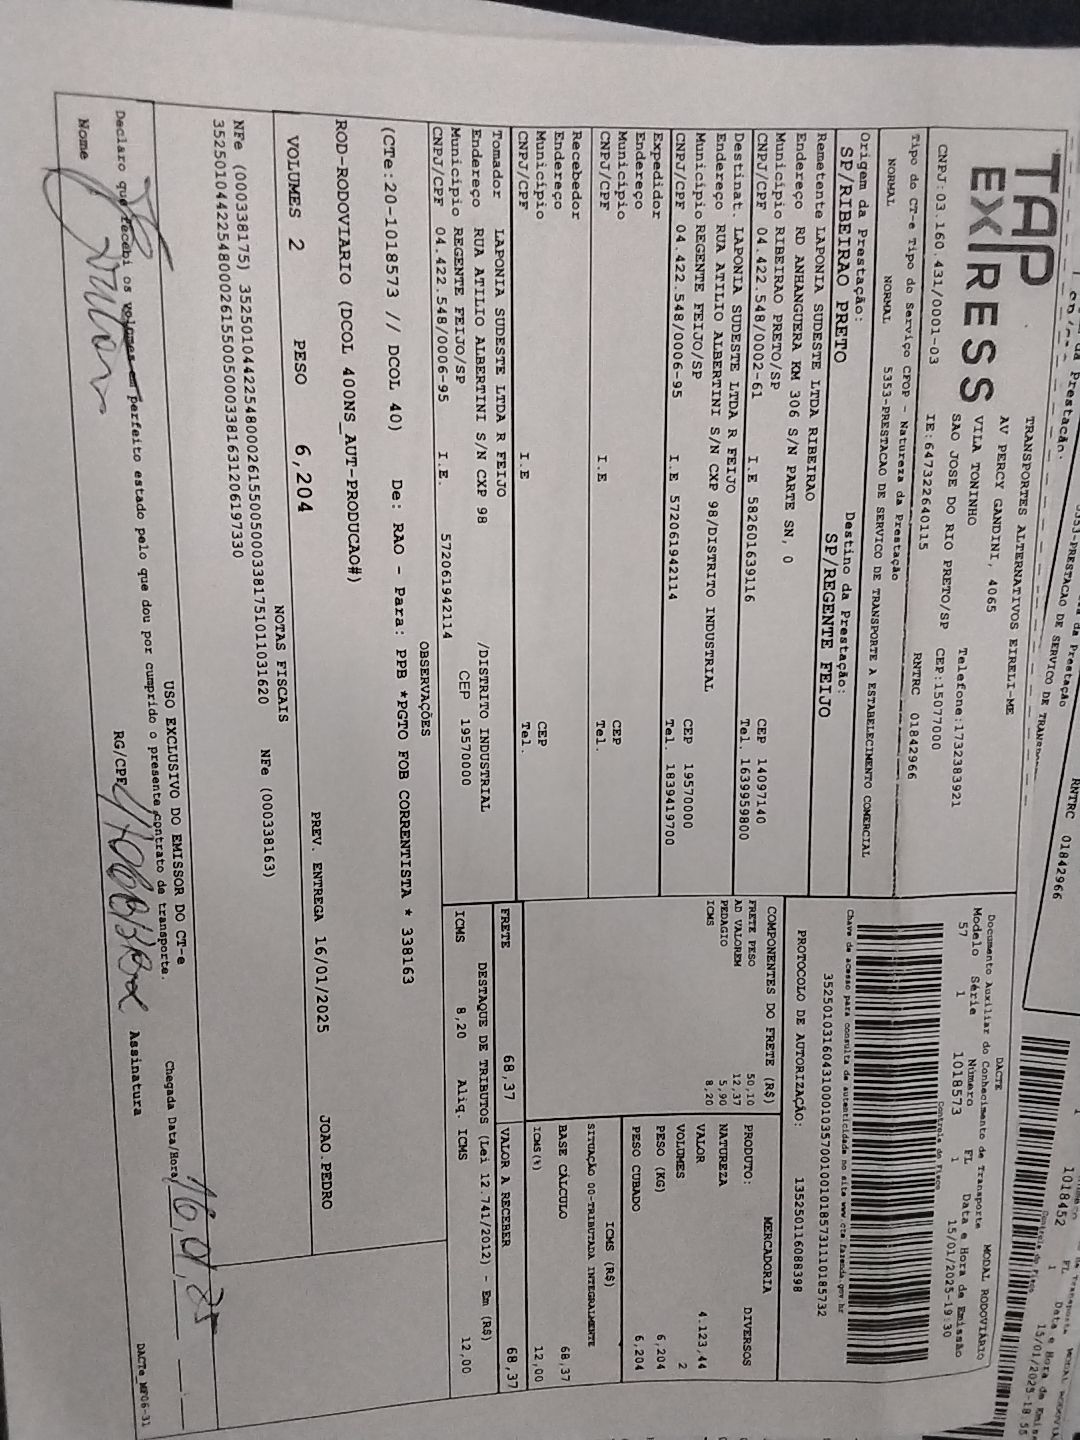 TAP
EXPRESS
TRANSPORTES ALTERNATIVOS EIRELI-ME
AV PERCY GANDINI, 4065
VILA TONINHO
SAO JOSE DO RIO PRETO/SP
Telefone:1732383921
CEP:15077000
CNPJ:03.160.431/0001-03
IE:647322640115
RNTRC 01842966
Tipo do CT-e Tipo do Serviço CFOP - Natureza da Prestação
NORMAL NORMAL 5353-PRESTACAO DE SERVICO DE TRANSPORTE A ESTABELECIMENTO COMERCIAL
Origem da Prestação: Destino da Prestação:
SP/RIBEIRAO PRETO SP/REGENTE FEIJO
Remetente LAPONIA SUDESTE LTDA RIBEIRAO
Endereço RD ANHANGUERA KM 306 S/N PARTE SN, 0
Município RIBEIRAO PRETO/SP CEP 14097140
CNPJ/CPF 04.422.548/0002-61 I.E 582601639116 Tel. 1639959800
Destinat: LAPONIA SUDESTE LTDA R FEIJO
Endereço RUA ATILIO ALBERTINI S/N CXP 98/DISTRITO INDUSTRIAL
Município REGENTE FEIJO/SP CEP 19570000
CNPJ/CPF 04.422.548/0006-95 I.E 572061942114 Tel. 1839419700
Expedidor
Endereço
Município CEP
CNPJ/CPF I.E Tel.
Recebedor
Endereço
Município CEP
CNPJ/CPF I.E Tel.
Tomador LAPONIA SUDESTE LTDA R FEIJO
Endereço RUA ATILIO ALBERTINI S/N CXP 98 /DISTRITO INDUSTRIAL
Município REGENTE FEIJO/SP CEP 19570000
CNPJ/CPF 04.422.548/0006-95 I.E. 572061942114
DACTE MODAL RODOVIÁRIO
Documento Auxiliar do Conhecimento de Transporte
Modelo Série Número FL Data e Hora de Emissão
57 1 1018573 1 15/01/2025-19:30
Controle do Fisco
Chave de acesso para consulta de autenticidade no site www.cte.fazenda.gov.br
35250103160431000103570010010185731110185732
PROTOCOLO DE AUTORIZAÇÃO: 135250116088398
COMPONENTES DO FRETE (R$)
FRETE PESO 50,10
AD VALOREM 12,37
PEDAGIO 5,90
ICMS 8,20
MERCADORIA
PRODUTO: DIVERSOS
NATUREZA
VALOR 4.123,44
VOLUMES 2
PESO (KG) 6,204
PESO CUBADO 6,204
ICMS (R$)
SITUAÇÃO 00-TRIBUTADA INTEGRALMENTE
BASE CÁLCULO 68,37
ICMS(%) 12,00
FRETE 68,37 VALOR A RECEBER 68,37
DESTAQUE DE TRIBUTOS (Lei 12.741/2012) - Em (R$)
ICMS 8,20 Aliq. ICMS 12,00
OBSERVAÇÕES
(CTe:20-1018573 // DCOL 40) De: RAO - Para: PPB *PGTO FOB CORRENTISTA * 338163
ROD-RODOVIARIO (DCOL 400NS_AUT-PRODUCAO#)
VOLUMES 2 PESO 6,204 PREV. ENTREGA 16/01/2025 JOAO.PEDRO
NOTAS FISCAIS
NFe (000338175) 35250104422548000261550050003381751011031620 NFe (000338163)
35250104422548000261550050003381631206197330
USO EXCLUSIVO DO EMISSOR DO CT-e
Declaro que recebi os volumes em perfeito estado pelo que dou por cumprido o presente contrato de transporte.
Chegada Data/Hora 16,01,25
Nome RG/CPF Assinatura
DACTe_MF06-31
da Prestação:
5353-PRESTACAO DE SERVICO DE
RNTRC 01842966
1018452
15/01/2025-18:55